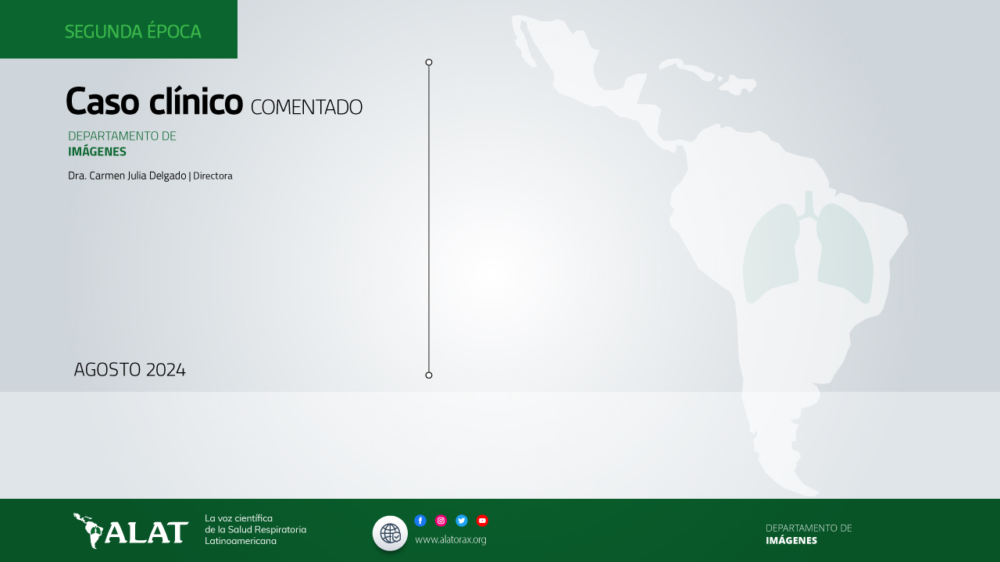 SEGUNDA ÉPOCA
Caso clínico COMENTADO
DEPARTAMENTO DE
IMÁGENES
Dra. Carmen Julia Delgado | Directora
AGOSTO 2024
ALAT
La voz científica
de la Salud Respiratoria
Latinoamericana
www.alatorax.org
DEPARTAMENTO DE
IMÁGENES